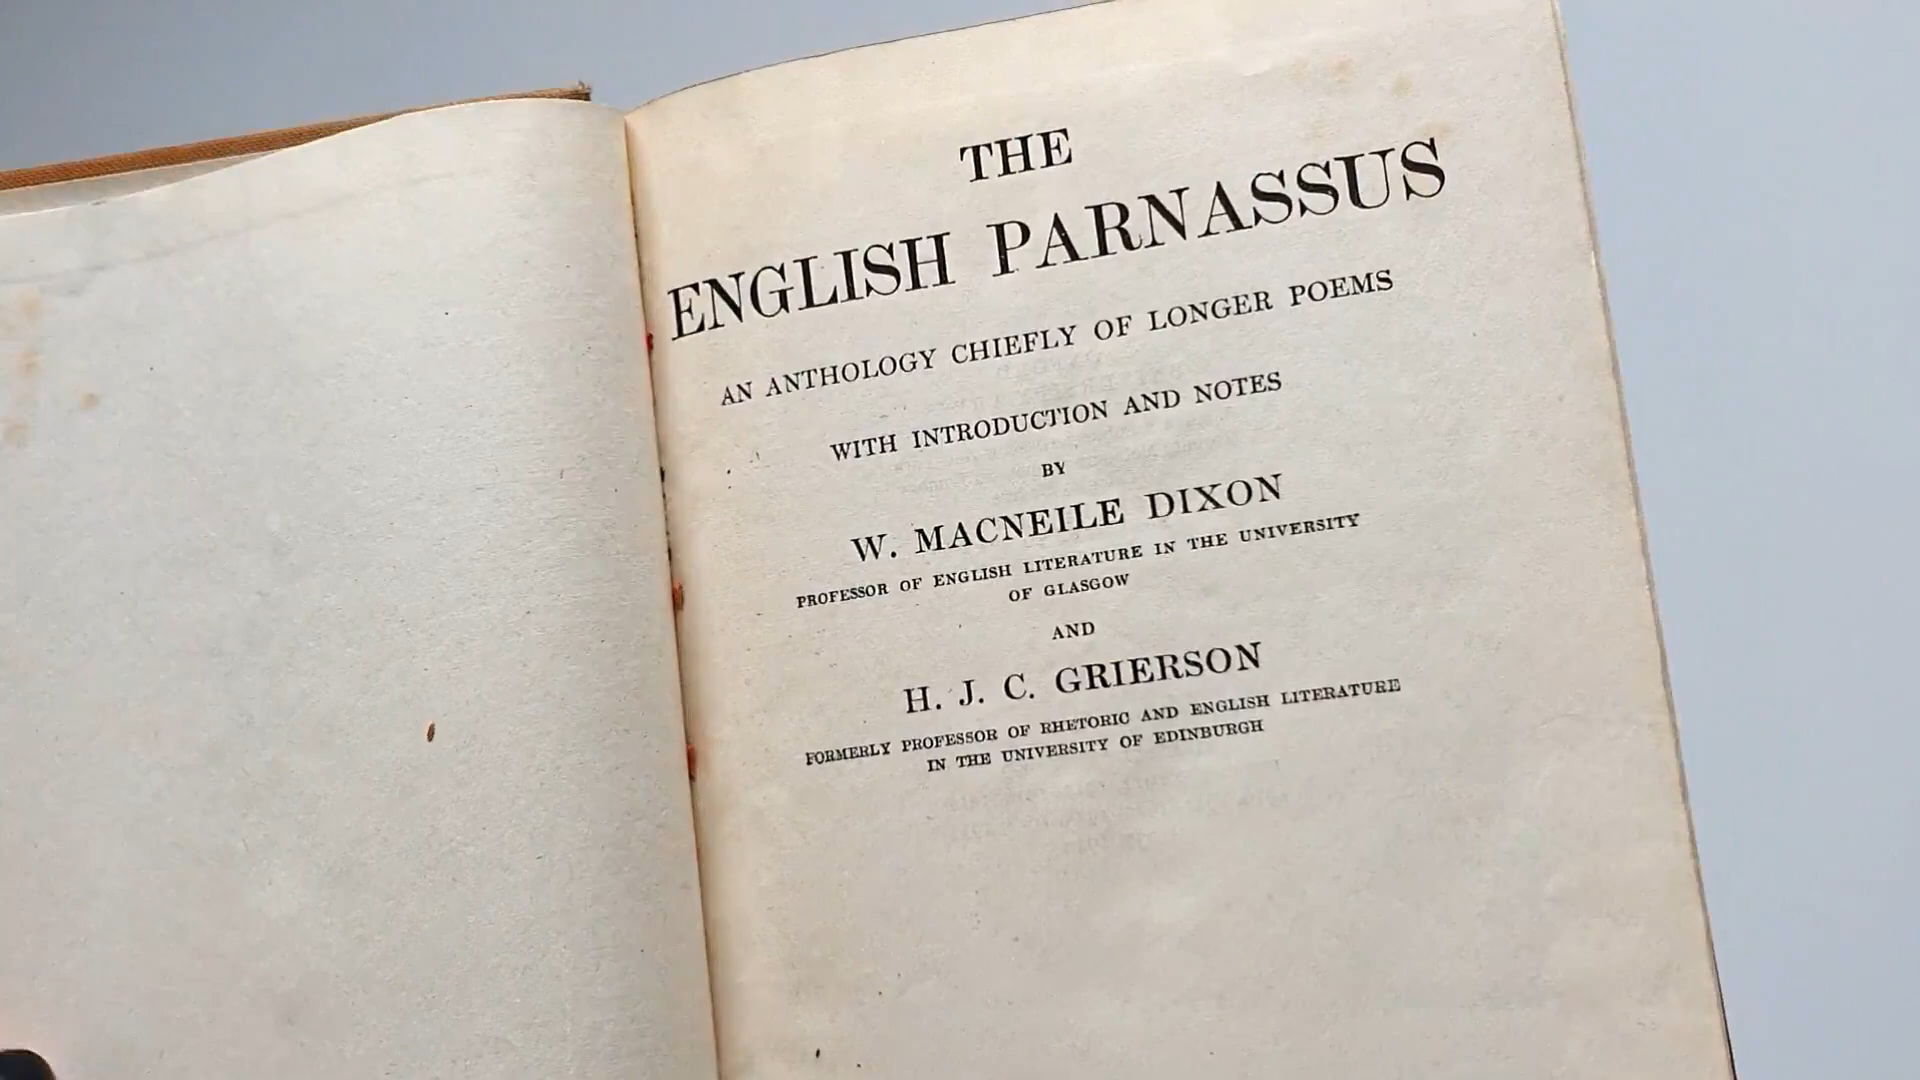 THE
ENGLISH PARNASSUS
AN ANTHOLOGY CHIEFLY OF LONGER POEMS
WITH INTRODUCTION AND NOTES
BY
W. MACNEILE DIXON
PROFESSOR OF ENGLISH LITERATURE IN THE UNIVERSITY
OF GLASGOW
AND
H. J. C. GRIERSON
FORMERLY PROFESSOR OF RHETORIC AND ENGLISH LITERATURE
IN THE UNIVERSITY OF EDINBURGH